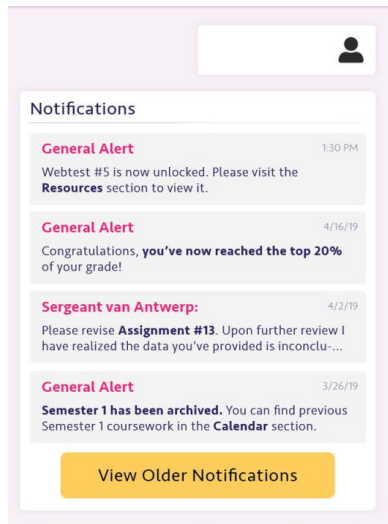 Notifications
General Alert 1:30 PM
Webtest #5 is now unlocked. Please visit the
Resources section to view it.
General Alert 4/16/19
Congratulations, you’ve now reached the top 20%
of your grade!
Sergeant van Antwerp: 4/2/19
Please revise Assignment #13. Upon further review I
have realized the data you’ve provided is inconclu-...
General Alert 3/26/19
Semester 1 has been archived. You can find previous
Semester 1 coursework in the Calendar section.
View Older Notifications